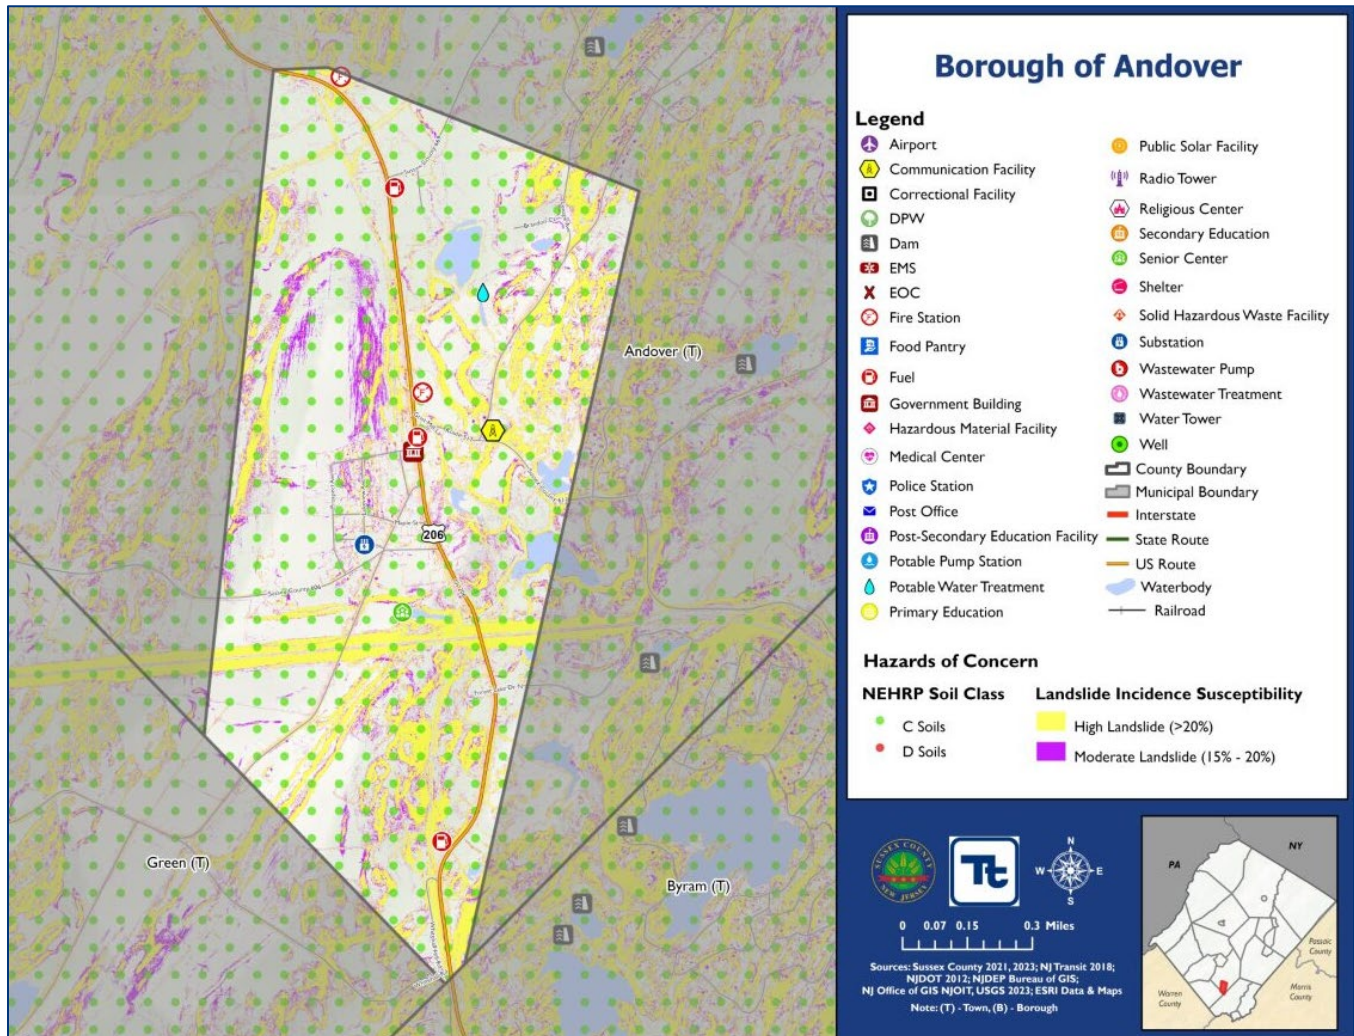 Borough of Andover
Legend
Airport
Communication Facility
Correctional Facility
DPW
Dam
EMS
EOC
Fire Station
Food Pantry
Fuel
Government Building
Hazardous Material Facility
Medical Center
Police Station
Post Office
Post-Secondary Education Facility
Potable Pump Station
Potable Water Treatment
Primary Education
Public Solar Facility
Radio Tower
Religious Center
Secondary Education
Senior Center
Shelter
Solid Hazardous Waste Facility
Substation
Wastewater Pump
Wastewater Treatment
Water Tower
Well
County Boundary
Municipal Boundary
Interstate
State Route
US Route
Waterbody
Railroad
Hazards of Concern
NEHRP Soil Class
C Soils
D Soils
Landslide Incidence Susceptibility
High Landslide (>20%)
Moderate Landslide (15% - 20%)
Andover (T)
206
Green (T)
Byram (T)
SUSSEX COUNTY
NEW JERSEY
Tt
N
W E
S
0 0.07 0.15 0.3 Miles
Sources: Sussex County 2021, 2023; NJ Transit 2018;
NJDOT 2012; NJDEP Bureau of GIS;
NJ Office of GIS NJOIT, USGS 2023; ESRI Data & Maps
Note: (T) - Town, (B) - Borough
PA
NY
Passaic
County
Morris
County
Warren
County